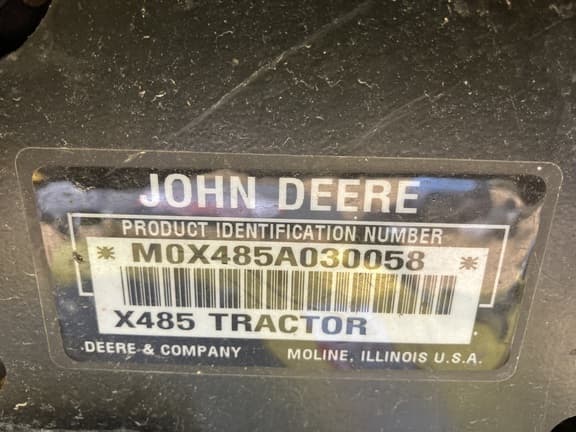 JOHN DEERE
PRODUCT IDENTIFICATION NUMBER
* M0X485A030058 *
X485 TRACTOR
DEERE & COMPANY MOLINE, ILLINOIS U.S.A.